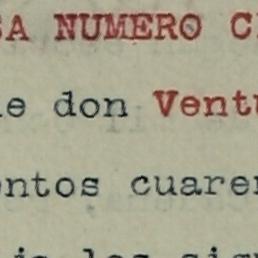 SA NUMERO C
e don Ventu
entos cuaren